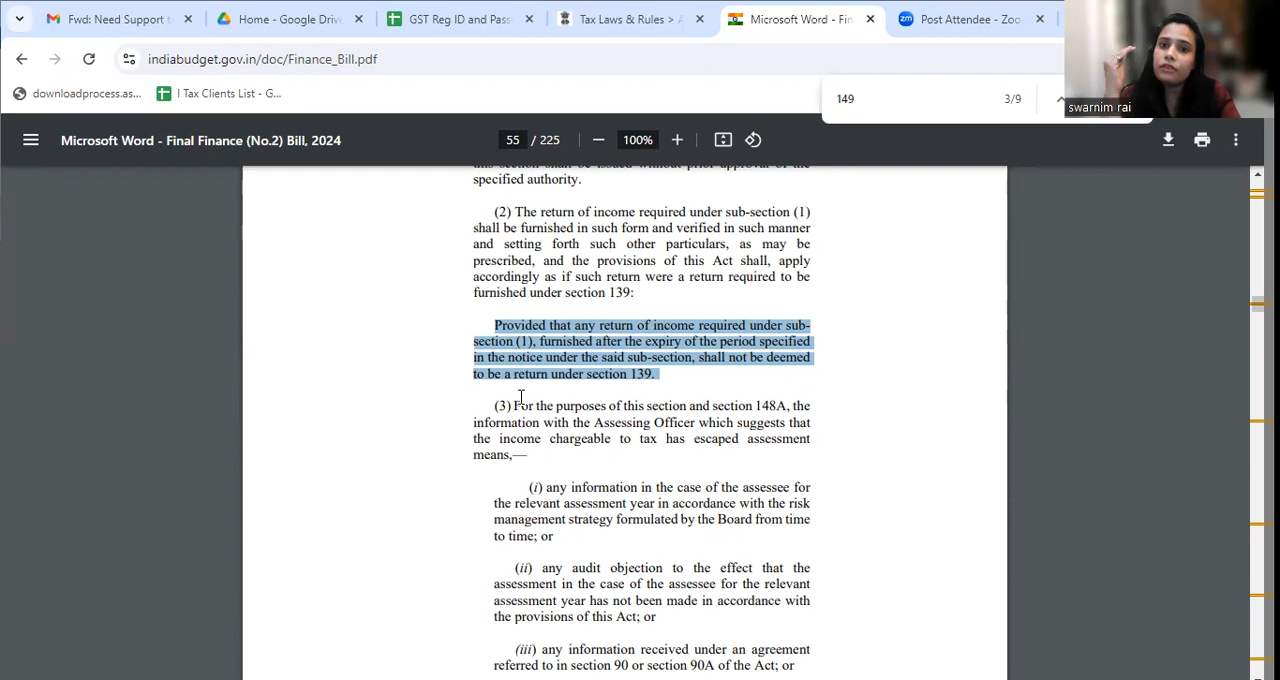 Fwd: Need Support t
Home - Google Drive
GST Reg ID and Pass
Tax Laws & Rules > A
Microsoft Word - Fin
Post Attendee - Zoo
indiabudget.gov.in/doc/Finance_Bill.pdf
149
3/9
downloadprocess.as...
I Tax Clients List - G...
swarnim rai
Microsoft Word - Final Finance (No.2) Bill, 2024
55 / 225
100%
this section shall be issued without prior approval of the
specified authority.
(2) The return of income required under sub-section (1)
shall be furnished in such form and verified in such manner
and setting forth such other particulars, as may be
prescribed, and the provisions of this Act shall, apply
accordingly as if such return were a return required to be
furnished under section 139:
Provided that any return of income required under sub-
section (1), furnished after the expiry of the period specified
in the notice under the said sub-section, shall not be deemed
to be a return under section 139.
(3) For the purposes of this section and section 148A, the
information with the Assessing Officer which suggests that
the income chargeable to tax has escaped assessment
means,—
(i) any information in the case of the assessee for
the relevant assessment year in accordance with the risk
management strategy formulated by the Board from time
to time; or
(ii) any audit objection to the effect that the
assessment in the case of the assessee for the relevant
assessment year has not been made in accordance with
the provisions of this Act; or
(iii) any information received under an agreement
referred to in section 90 or section 90A of the Act; or